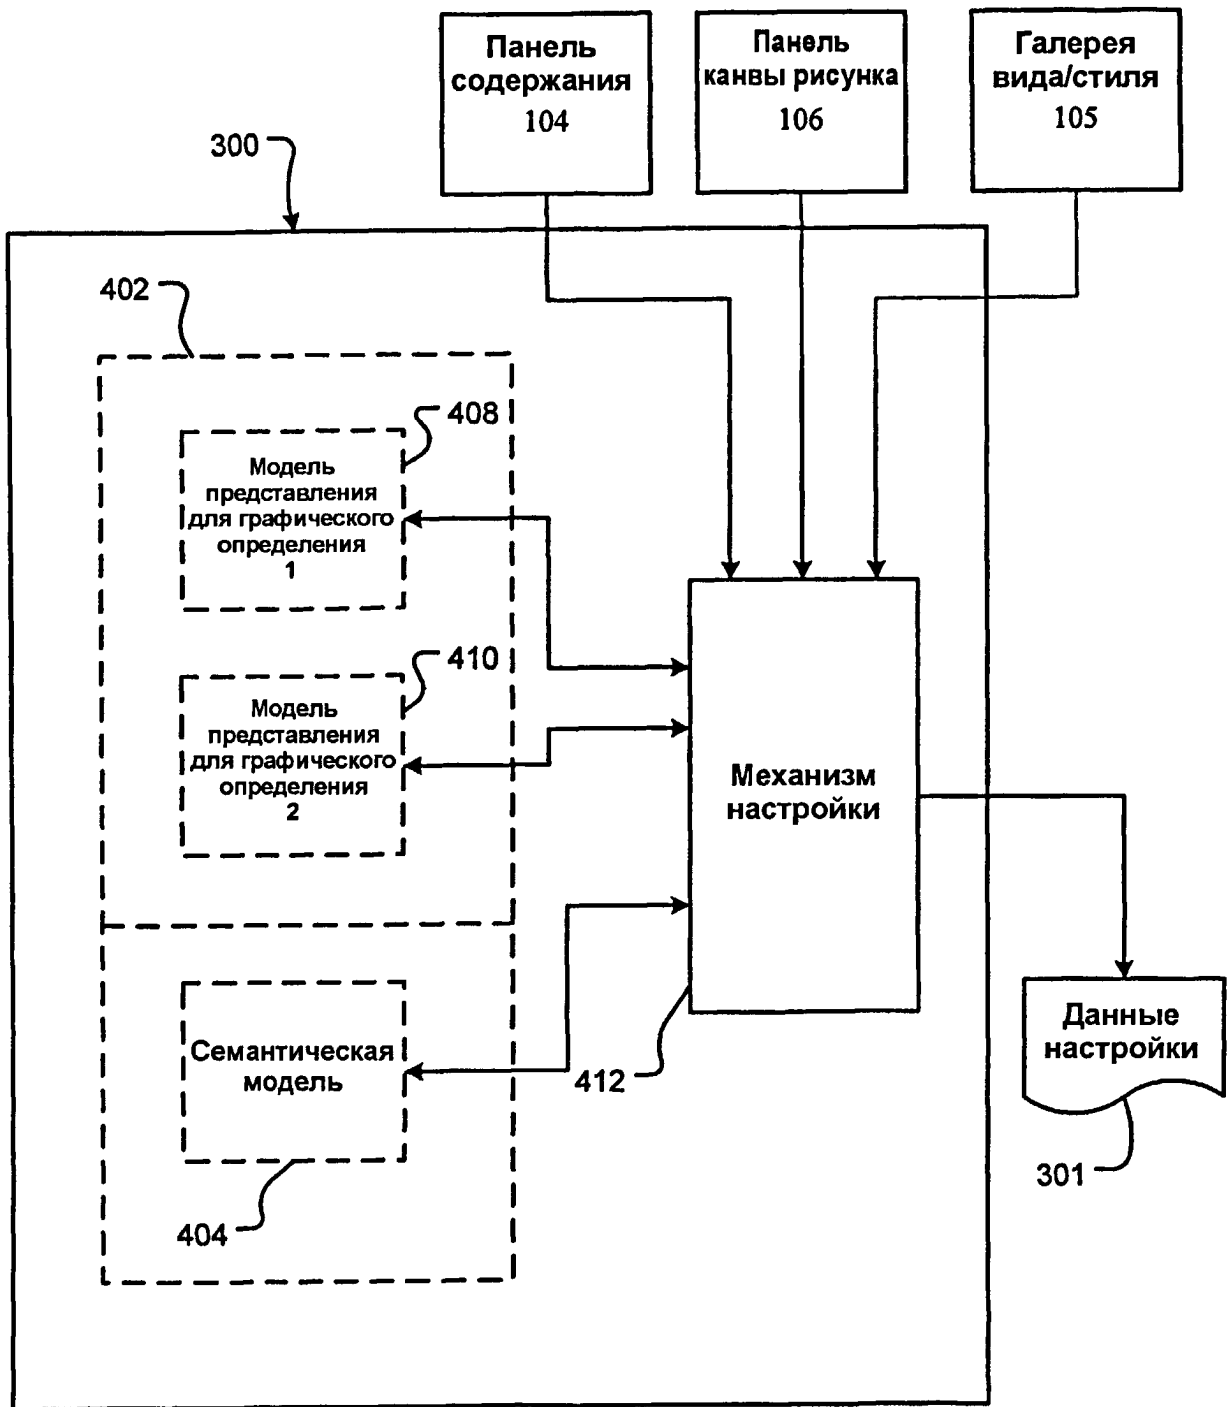 Панель
содержания
104
Панель
канвы рисунка
106
Галерея
вида/стиля
105
300
402
408
Модель
представления
для графического
определения
1
410
Модель
представления
для графического
определения
2
Механизм
настройки
Семантическая
модель
412
404
Данные
настройки
301